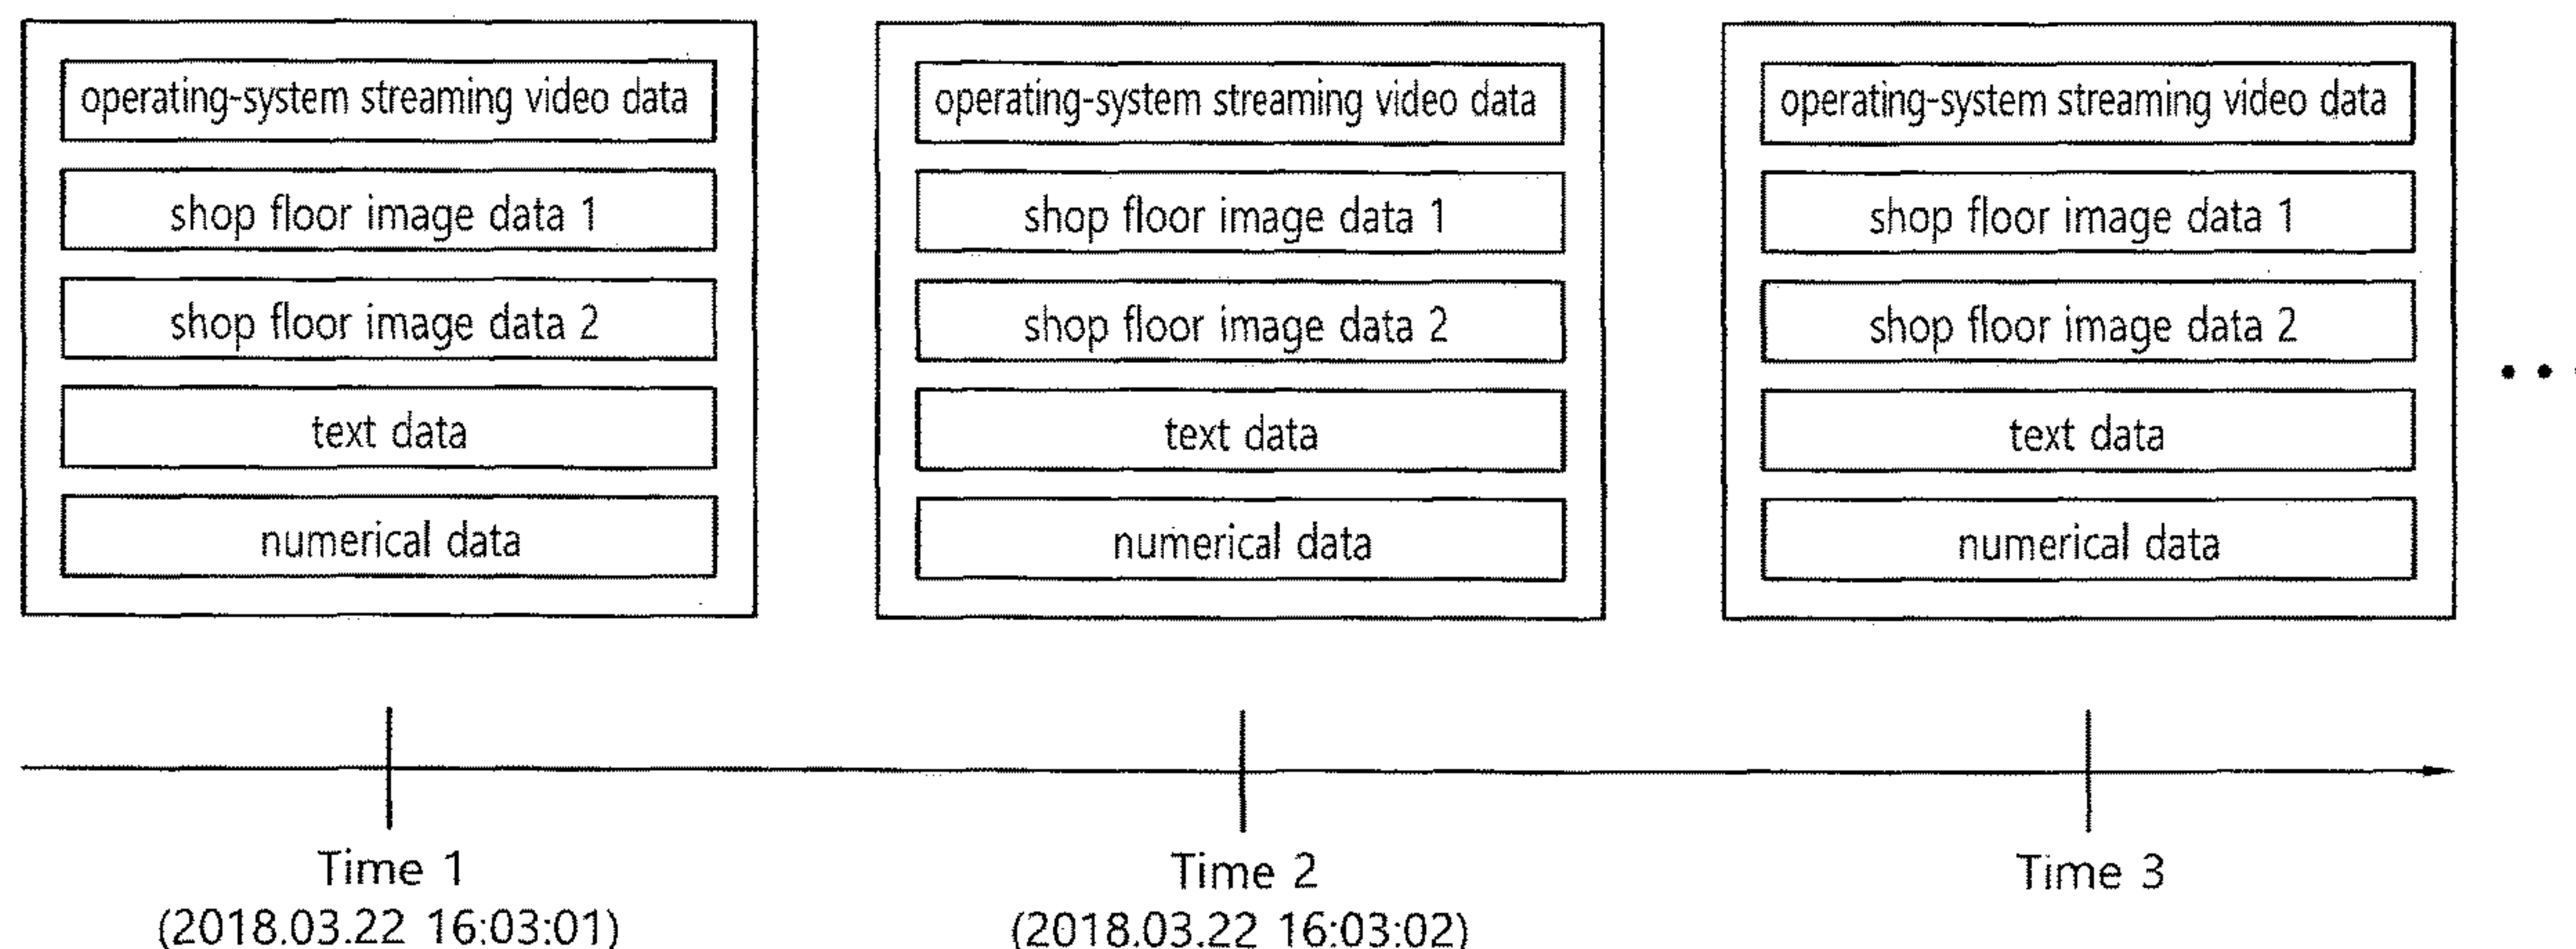 operating-system streaming video data
shop floor image data 1
shop floor image data 2
text data
numerical data
operating-system streaming video data
shop floor image data 1
shop floor image data 2
text data
numerical data
operating-system streaming video data
shop floor image data 1
shop floor image data 2
text data
numerical data
Time 1
(2018.03.22 16:03:01)
Time 2
(2018.03.22 16:03:02)
Time 3